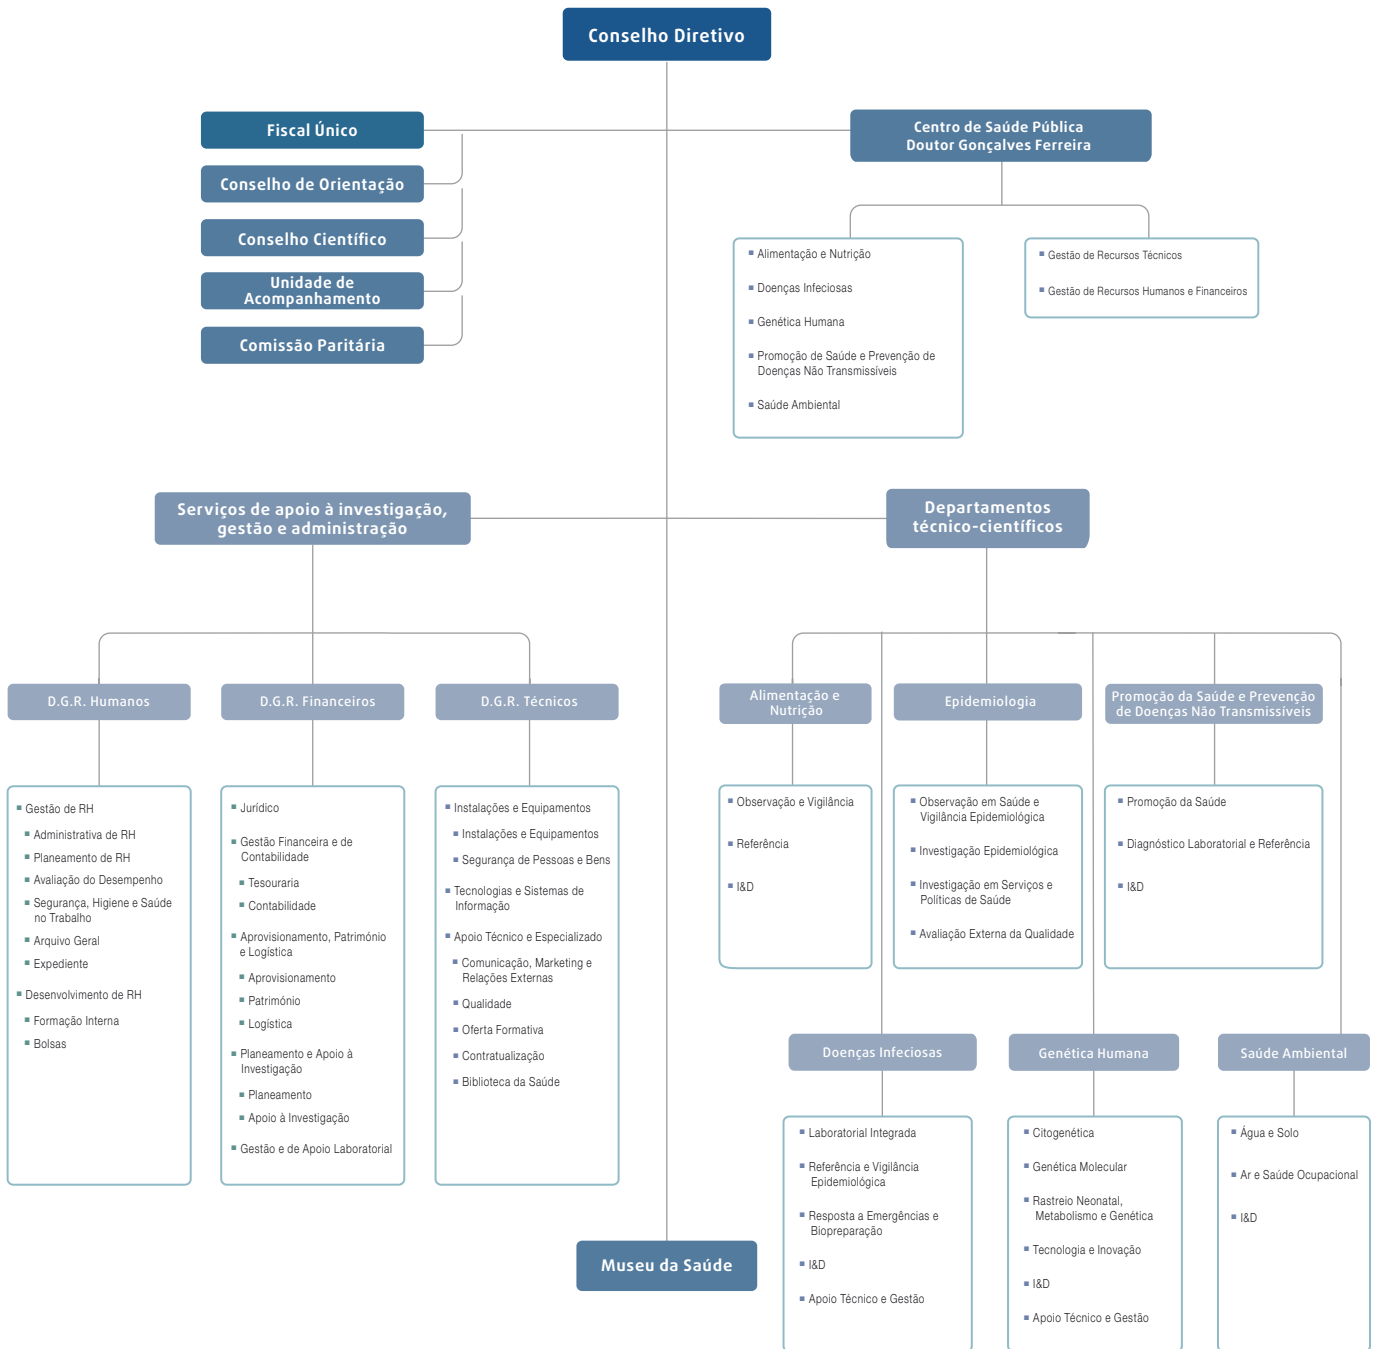 Conselho Diretivo
Fiscal Único
Conselho de Orientação
Conselho Científico
Unidade de
Acompanhamento
Comissão Paritária
Centro de Saúde Pública
Doutor Gonçalves Ferreira
Alimentação e Nutrição
Doenças Infeciosas
Genética Humana
Promoção de Saúde e Prevenção de
Doenças Não Transmissíveis
Saúde Ambiental
Gestão de Recursos Técnicos
Gestão de Recursos Humanos e Financeiros
Serviços de apoio à investigação,
gestão e administração
Departamentos
técnico-científicos
D.G.R. Humanos
Gestão de RH
Administrativa de RH
Planeamento de RH
Avaliação do Desempenho
Segurança, Higiene e Saúde
no Trabalho
Arquivo Geral
Expediente
Desenvolvimento de RH
Formação Interna
Bolsas
D.G.R. Financeiros
Jurídico
Gestão Financeira e de
Contabilidade
Tesouraria
Contabilidade
Aprovisionamento, Património
e Logística
Aprovisionamento
Património
Logística
Planeamento e Apoio à
Investigação
Planeamento
Apoio à Investigação
Gestão e de Apoio Laboratorial
D.G.R. Técnicos
Instalações e Equipamentos
Instalações e Equipamentos
Segurança de Pessoas e Bens
Tecnologias e Sistemas de
Informação
Apoio Técnico e Especializado
Comunicação, Marketing e
Relações Externas
Qualidade
Oferta Formativa
Contratualização
Biblioteca da Saúde
Alimentação e
Nutrição
Observação e Vigilância
Referência
I&D
Epidemiologia
Observação em Saúde e
Vigilância Epidemiológica
Investigação Epidemiológica
Investigação em Serviços e
Políticas de Saúde
Avaliação Externa da Qualidade
Promoção da Saúde e Prevenção
de Doenças Não Transmissíveis
Promoção da Saúde
Diagnóstico Laboratorial e Referência
I&D
Doenças Infeciosas
Laboratorial Integrada
Referência e Vigilância
Epidemiológica
Resposta a Emergências e
Biopreparação
I&D
Apoio Técnico e Gestão
Genética Humana
Citogenética
Genética Molecular
Rastreio Neonatal,
Metabolismo e Genética
Tecnologia e Inovação
I&D
Apoio Técnico e Gestão
Saúde Ambiental
Água e Solo
Ar e Saúde Ocupacional
I&D
Museu da Saúde